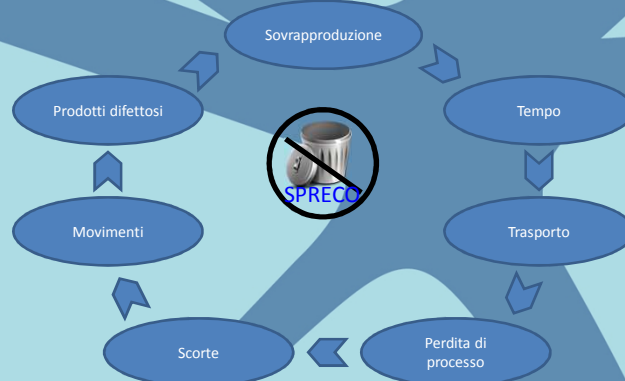 Sovrapproduzione
Tempo
Trasporto
Perdita di
processo
Scorte
Movimenti
Prodotti difettosi
SPRECO